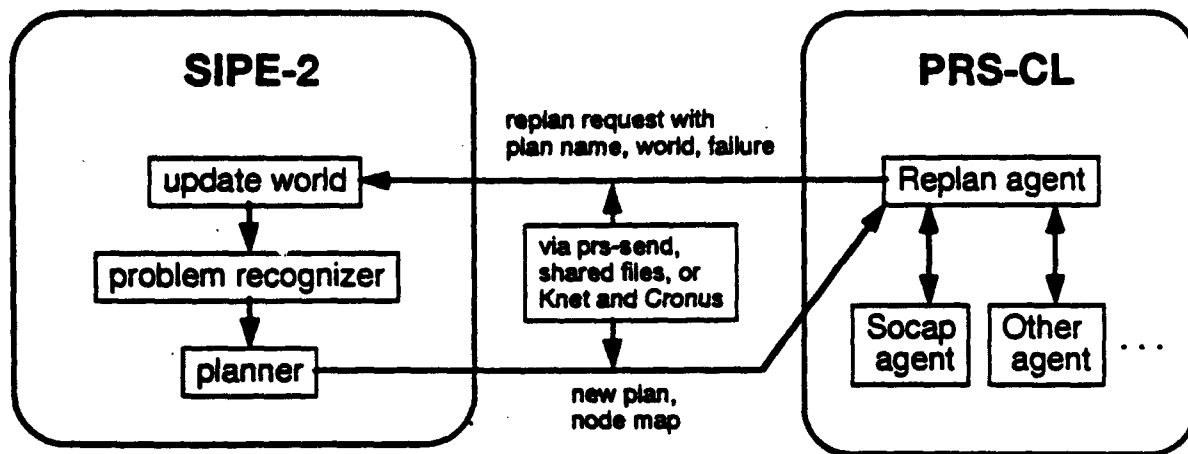 SIPE-2
PRS-CL
replan request with
plan name, world, failure
update world
Replan agent
via prs-send,
shared files, or
Knet and Cronus
problem recognizer
planner
Socap
agent
Other
agent
...
new plan,
node map